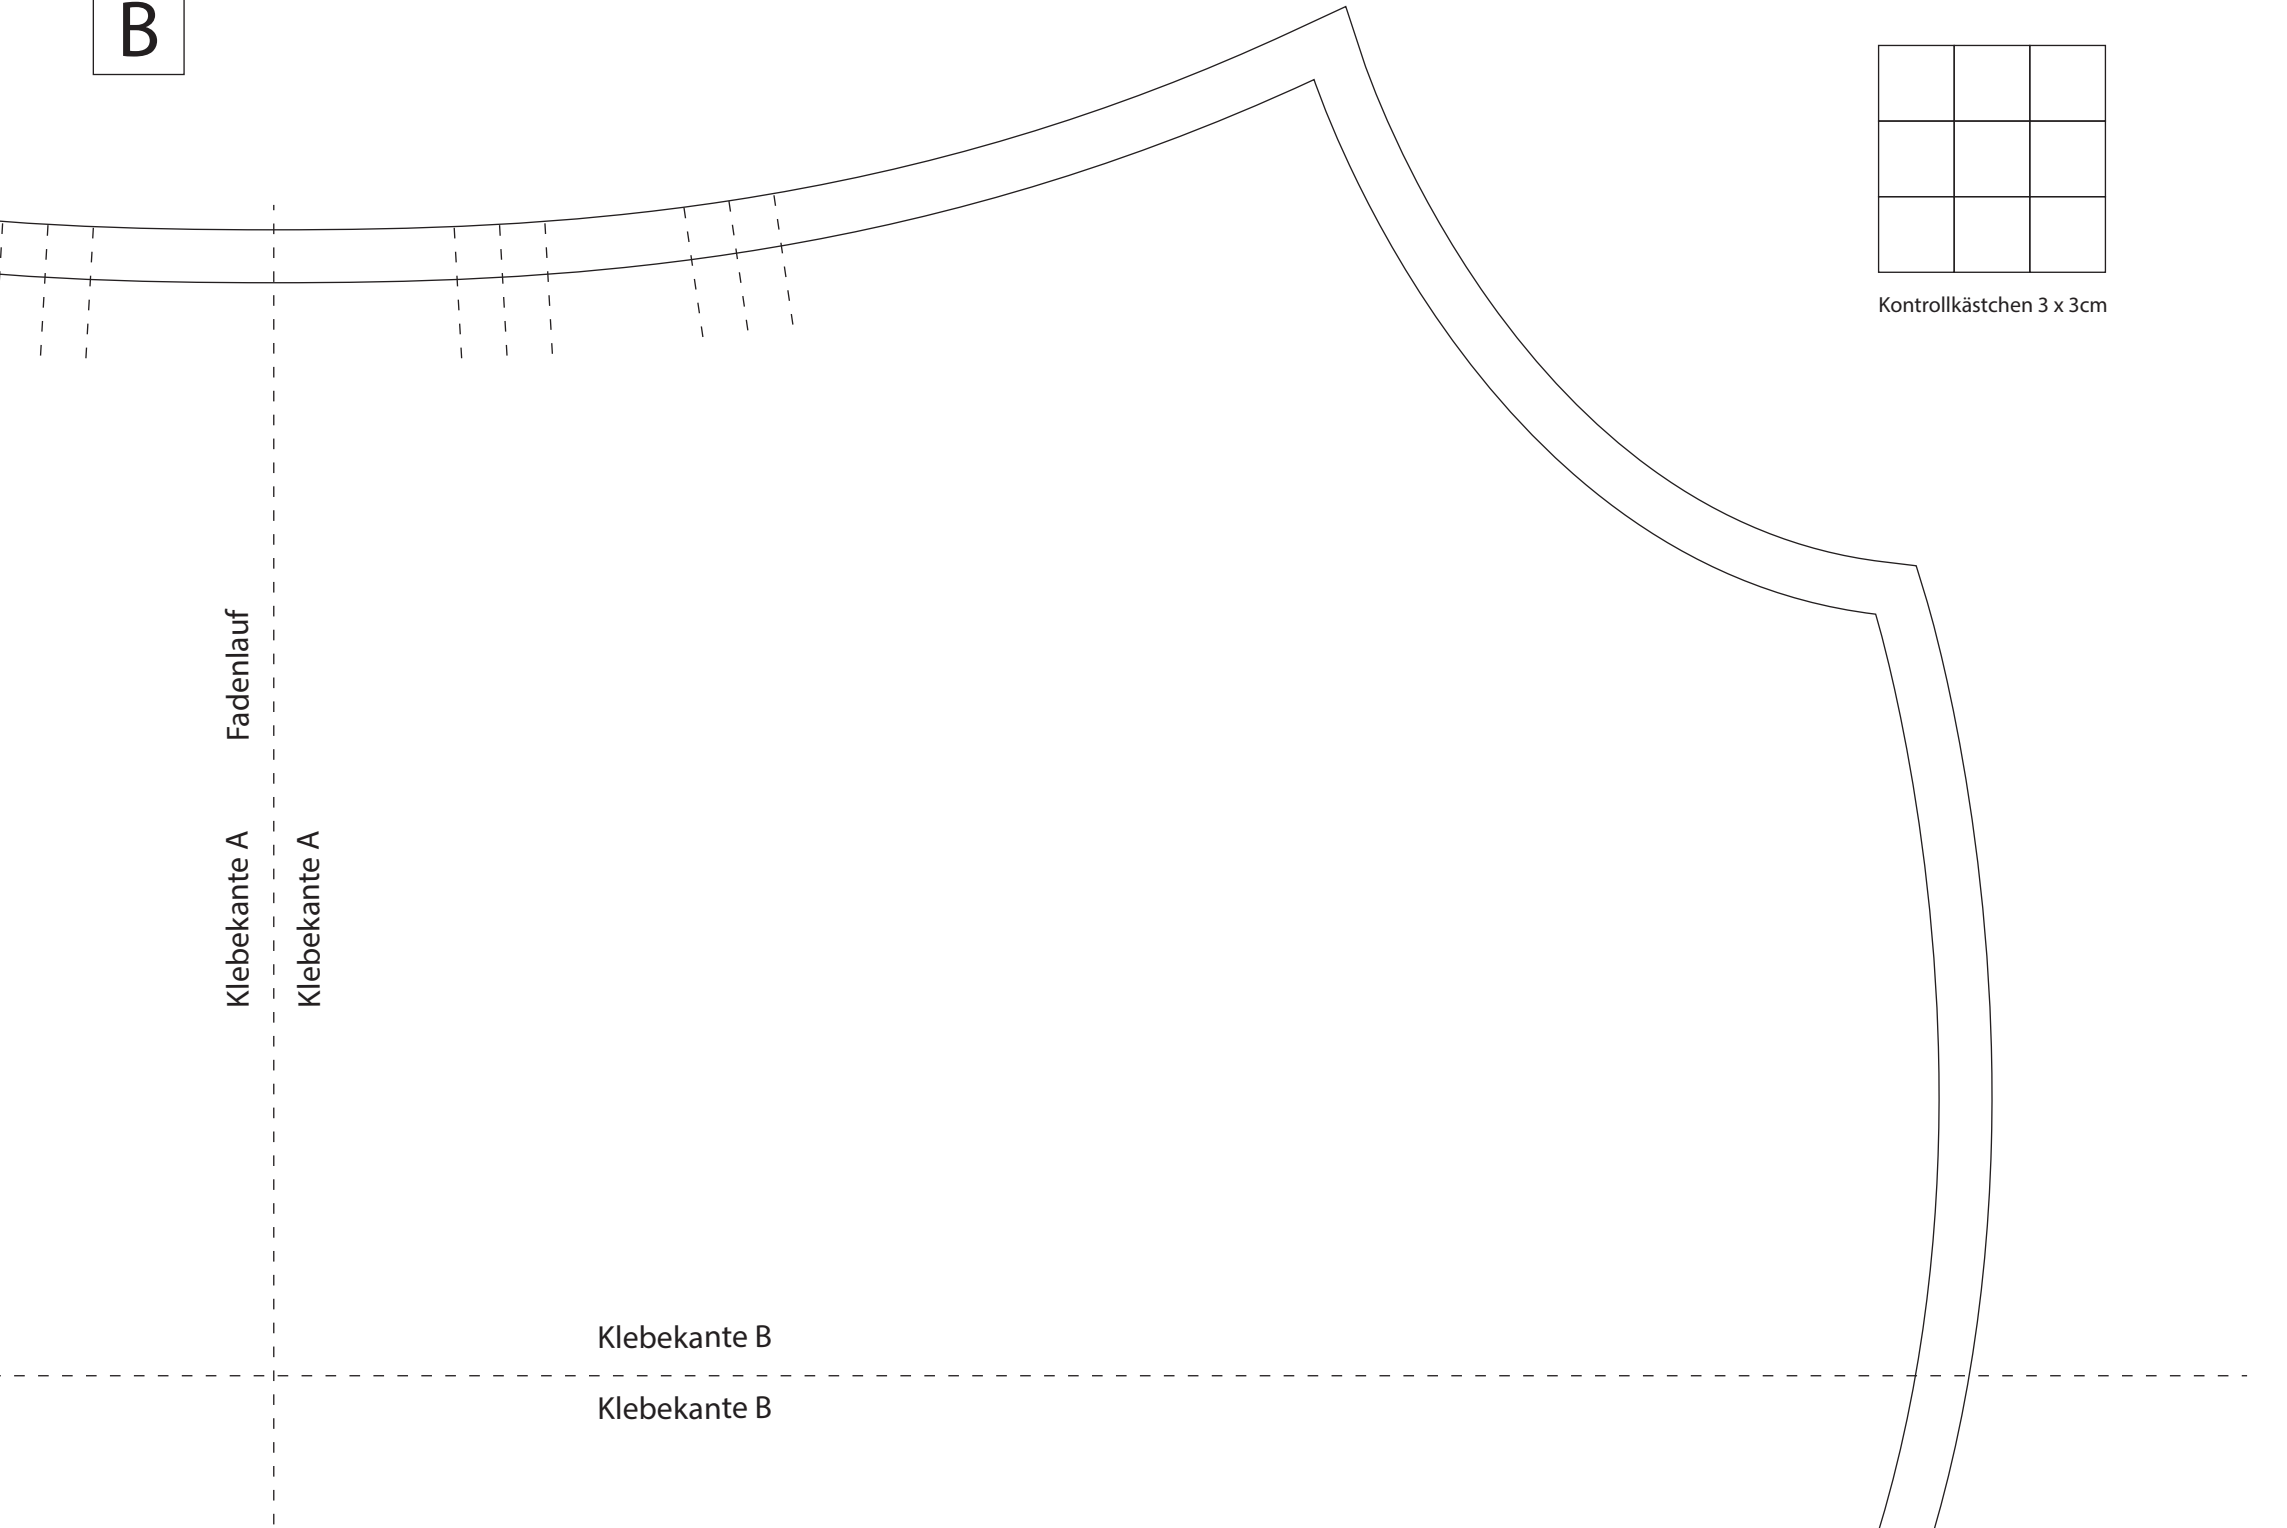 B
Kontrollkästchen 3 x 3cm
Fadenlauf
Klebekante A
Klebekante A
Klebekante B
Klebekante B